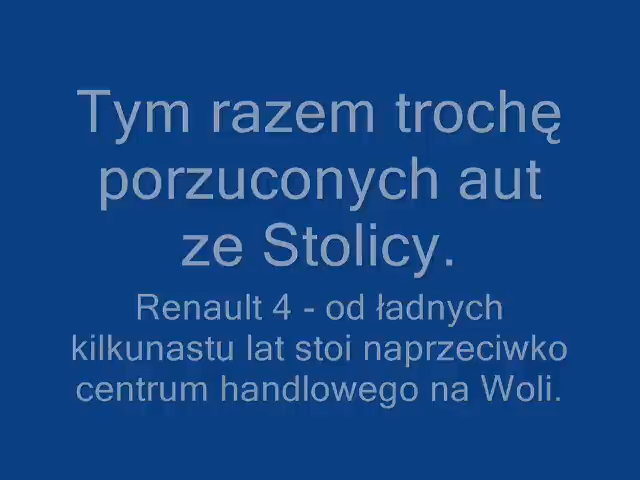 Tym razem trochę
porzuconych aut
ze Stolicy.
Renault 4 - od ładnych
kilkunastu lat stoi naprzeciwko
centrum handlowego na Woli.